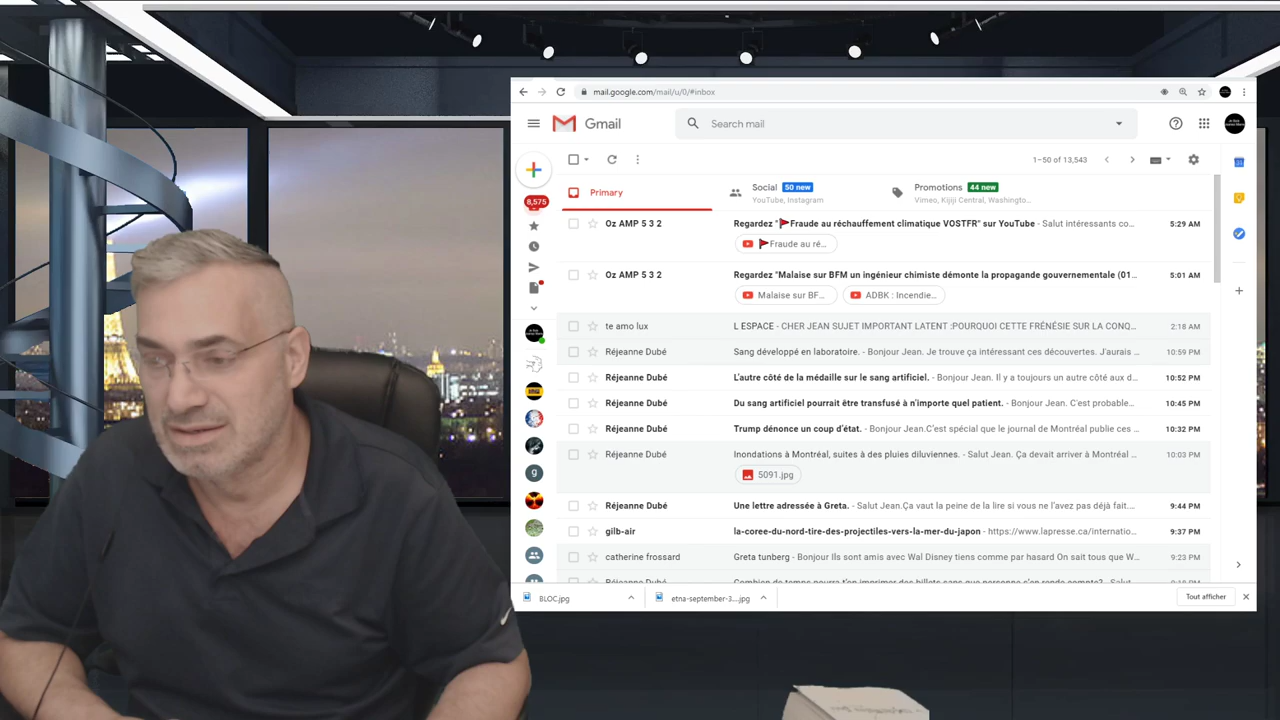 mail.google.com/mail/u/0/#inbox
Gmail
Search mail
1–50 of 13,543
8,575
Primary
Social 50 new
YouTube, Instagram
Promotions 44 new
Vimeo, Kijiji Central, Washingto...
Oz AMP 5 3 2 Regardez "🚩Fraude au réchauffement climatique VOSTFR" sur YouTube - Salut intéressants co... 5:29 AM
🚩Fraude au ré...
Oz AMP 5 3 2 Regardez "Malaise sur BFM un ingénieur chimiste démonte la propagande gouvernementale (01... 5:01 AM
Malaise sur BF... ADBK : Incendie...
te amo lux L ESPACE - CHER JEAN SUJET IMPORTANT LATENT :POURQUOI CETTE FRÉNÉSIE SUR LA CONQ... 2:18 AM
Réjeanne Dubé Sang développé en laboratoire. - Bonjour Jean. Je trouve ça intéressant ces découvertes. J'aurais ... 10:59 PM
Réjeanne Dubé L'autre côté de la médaille sur le sang artificiel. - Bonjour Jean. Il y a toujours un autre côté aux d... 10:52 PM
Réjeanne Dubé Du sang artificiel pourrait être transfusé à n'importe quel patient. - Bonjour Jean. C'est probable... 10:45 PM
Réjeanne Dubé Trump dénonce un coup d'état. - Bonjour Jean.C'est spécial que le journal de Montréal publie ces ... 10:32 PM
Réjeanne Dubé Inondations à Montréal, suites à des pluies diluviennes. - Salut Jean. Ça devait arriver à Montréal ... 10:03 PM
5091.jpg
Réjeanne Dubé Une lettre adressée à Greta. - Salut Jean.Ça vaut la peine de la lire si vous ne l'avez pas déjà fait.... 9:44 PM
gilb-air la-coree-du-nord-tire-des-projectiles-vers-la-mer-du-japon - https://www.lapresse.ca/internatio... 9:37 PM
catherine frossard Greta tunberg - Bonjour Ils sont amis avec Wal Disney tiens comme par hasard On sait tous que W... 9:23 PM
Réjeanne Dubé
g
BLOC.jpg
etna-september-3....jpg
Tout afficher